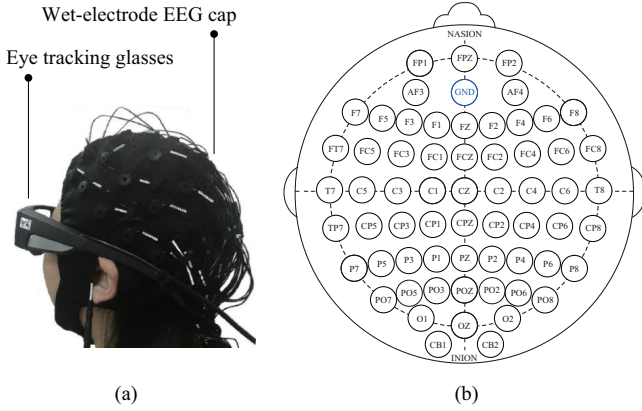 Wet-electrode EEG cap
Eye tracking glasses
(a)
NASION
FP1 FPZ FP2
AF3 GND AF4
F7 F5 F3 F1 FZ F2 F4 F6 F8
FT7 FC5 FC3 FC1 FCZ FC2 FC4 FC6 FC8
T7 C5 C3 C1 CZ C2 C4 C6 T8
TP7 CP5 CP3 CP1 CPZ CP2 CP4 CP6 CP8
P7 P5 P3 P1 PZ P2 P4 P6 P8
PO7 PO5 PO3 POZ PO2 PO6 PO8
O1 OZ O2
CB1 CB2
INION
(b)